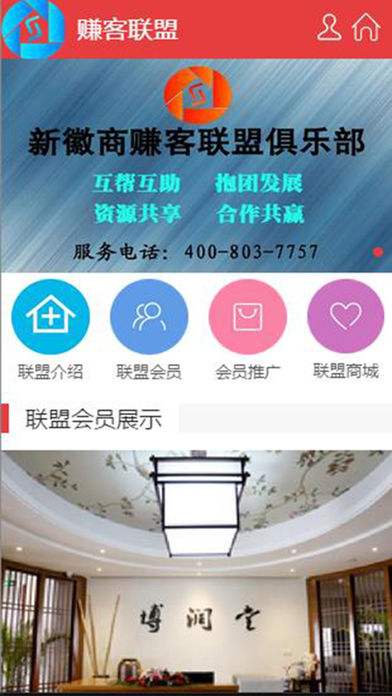 赚客联盟
新徽商赚客联盟俱乐部
互帮互助 抱团发展
资源共享 合作共赢
服务电话：400-803-7757
联盟介绍 联盟会员 会员推广 联盟商城
联盟会员展示
博润堂